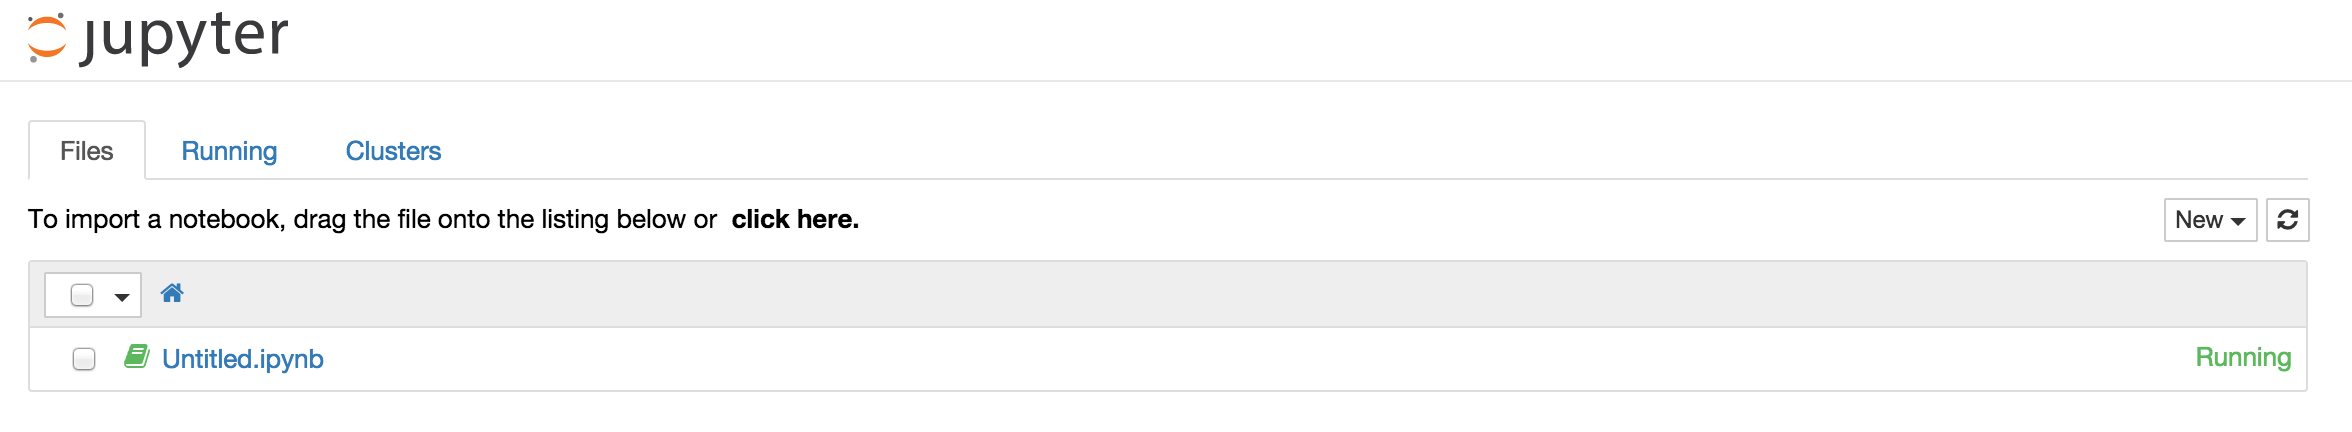 jupyter
Files Running Clusters
To import a notebook, drag the file onto the listing below or click here. New
Untitled.ipynb Running